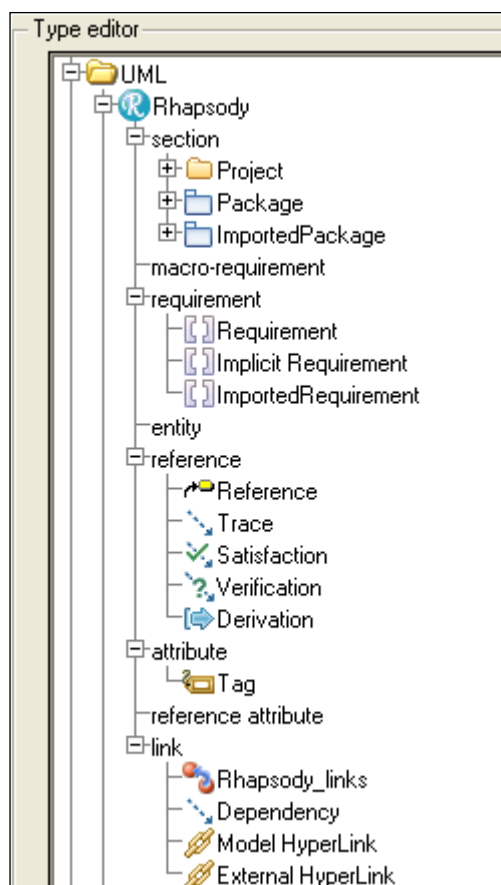 Type editor
UML
Rhapsody
section
Project
Package
ImportedPackage
macro-requirement
requirement
Requirement
Implicit Requirement
ImportedRequirement
entity
reference
Reference
Trace
Satisfaction
Verification
Derivation
attribute
Tag
reference attribute
link
Rhapsody_links
Dependency
Model HyperLink
External HyperLink